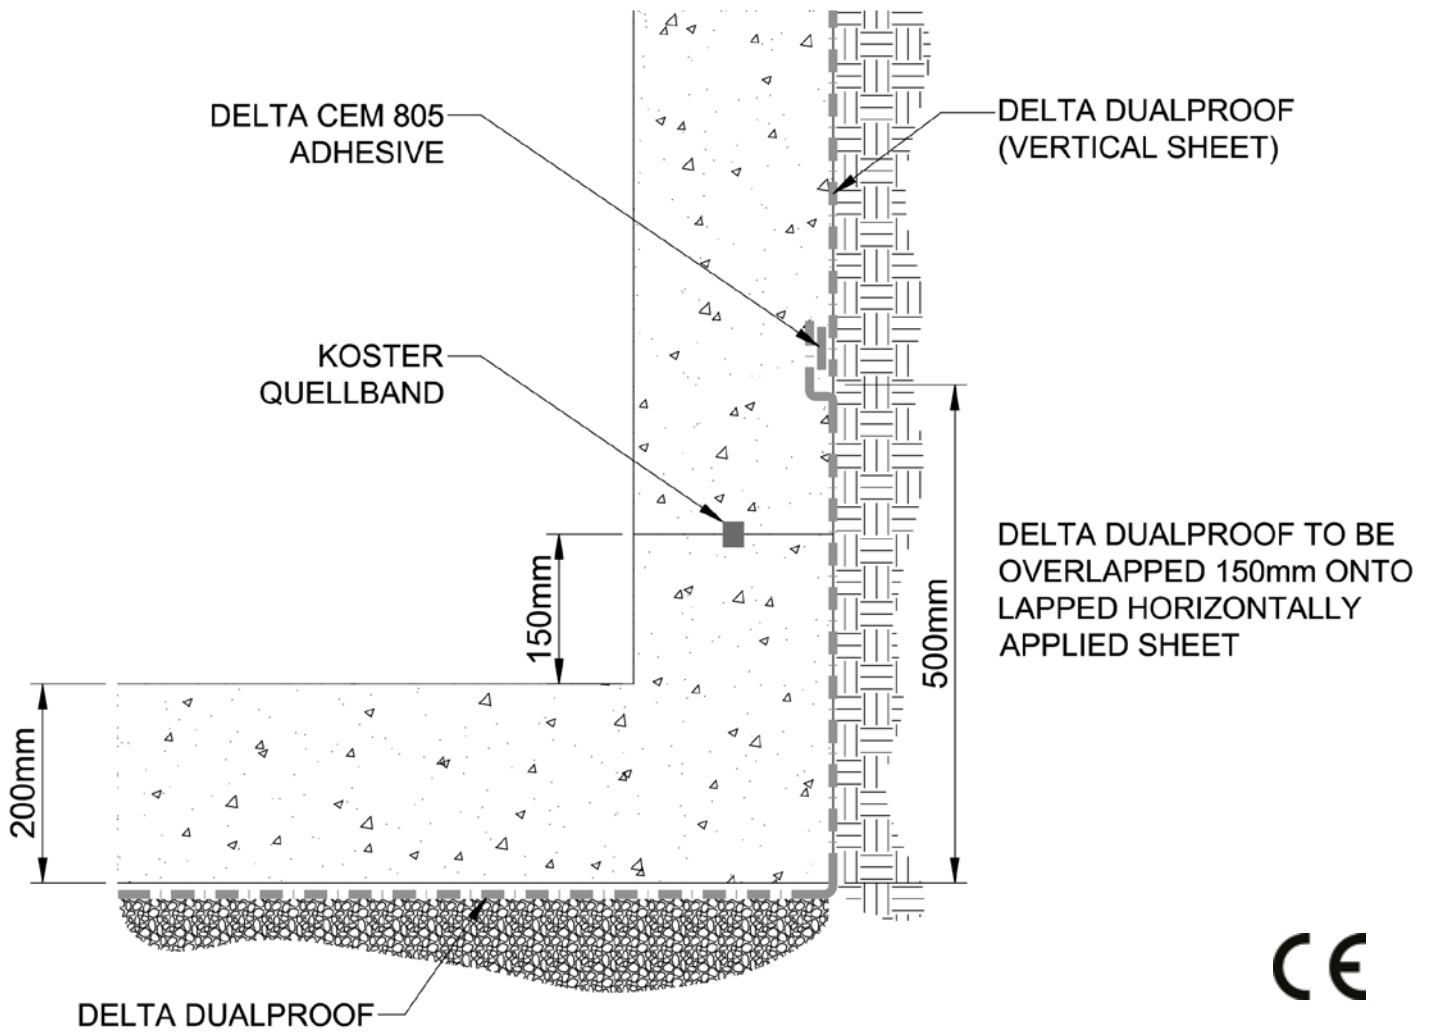 DELTA CEM 805
ADHESIVE
DELTA DUALPROOF
(VERTICAL SHEET)
KOSTER
QUELLBAND
DELTA DUALPROOF TO BE
OVERLAPPED 150mm ONTO
LAPPED HORIZONTALLY
APPLIED SHEET
150mm
500mm
200mm
DELTA DUALPROOF
CE